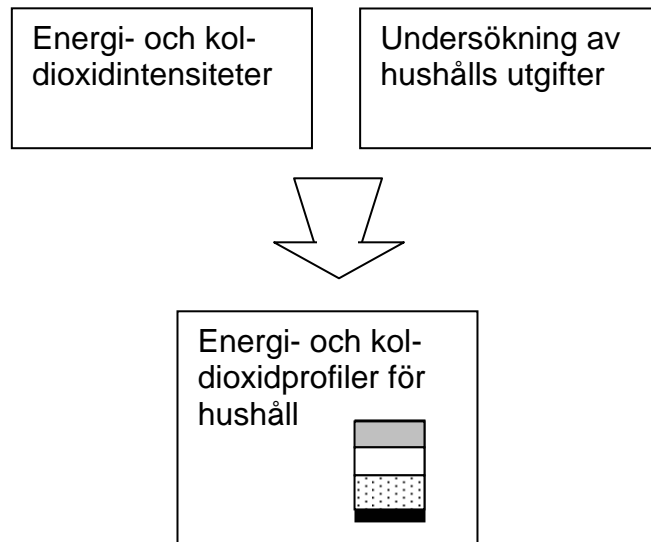 Energi- och kol-
dioxidintensiteter
Undersökning av
hushålls utgifter
Energi- och kol-
dioxidprofiler för
hushåll